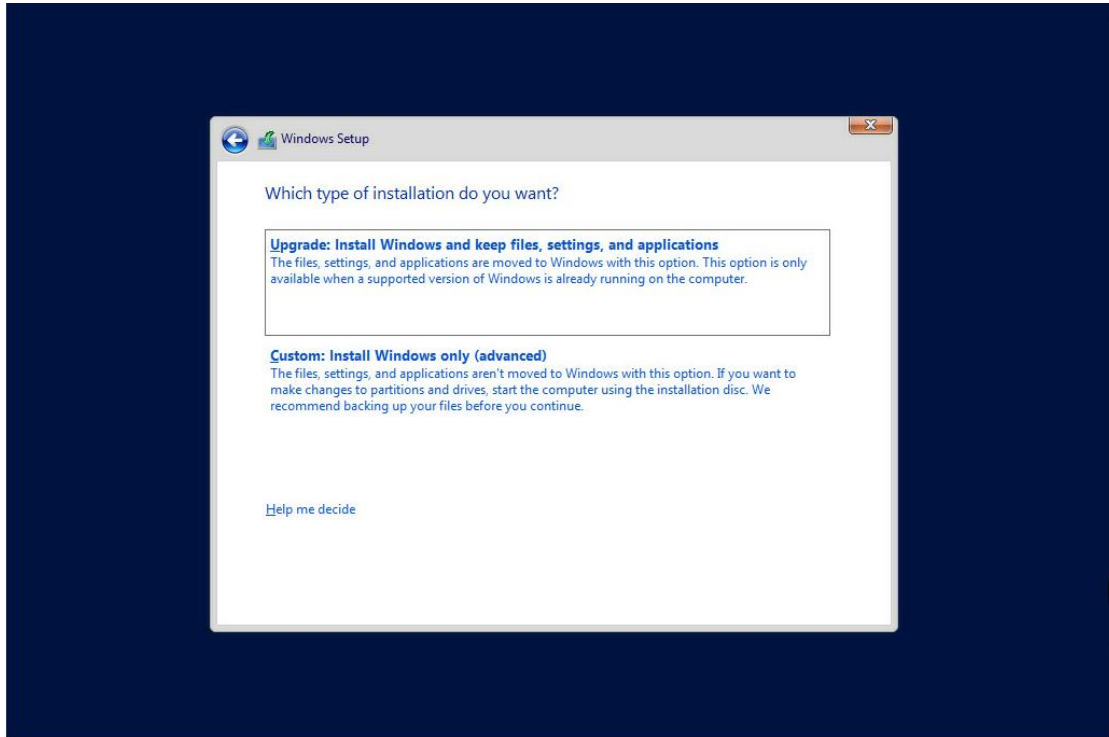 Windows Setup
Which type of installation do you want?
Upgrade: Install Windows and keep files, settings, and applications
The files, settings, and applications are moved to Windows with this option. This option is only
available when a supported version of Windows is already running on the computer.
Custom: Install Windows only (advanced)
The files, settings, and applications aren't moved to Windows with this option. If you want to
make changes to partitions and drives, start the computer using the installation disc. We
recommend backing up your files before you continue.
Help me decide